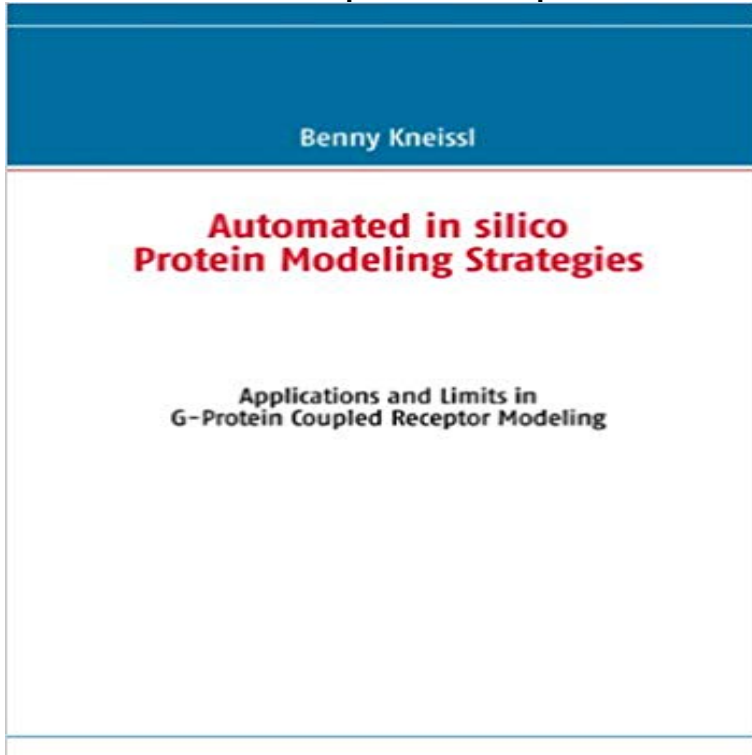 Benny Kneissl
Automated in silico
Protein Modeling Strategies
Applications and Limits in
G-Protein Coupled Receptor Modeling